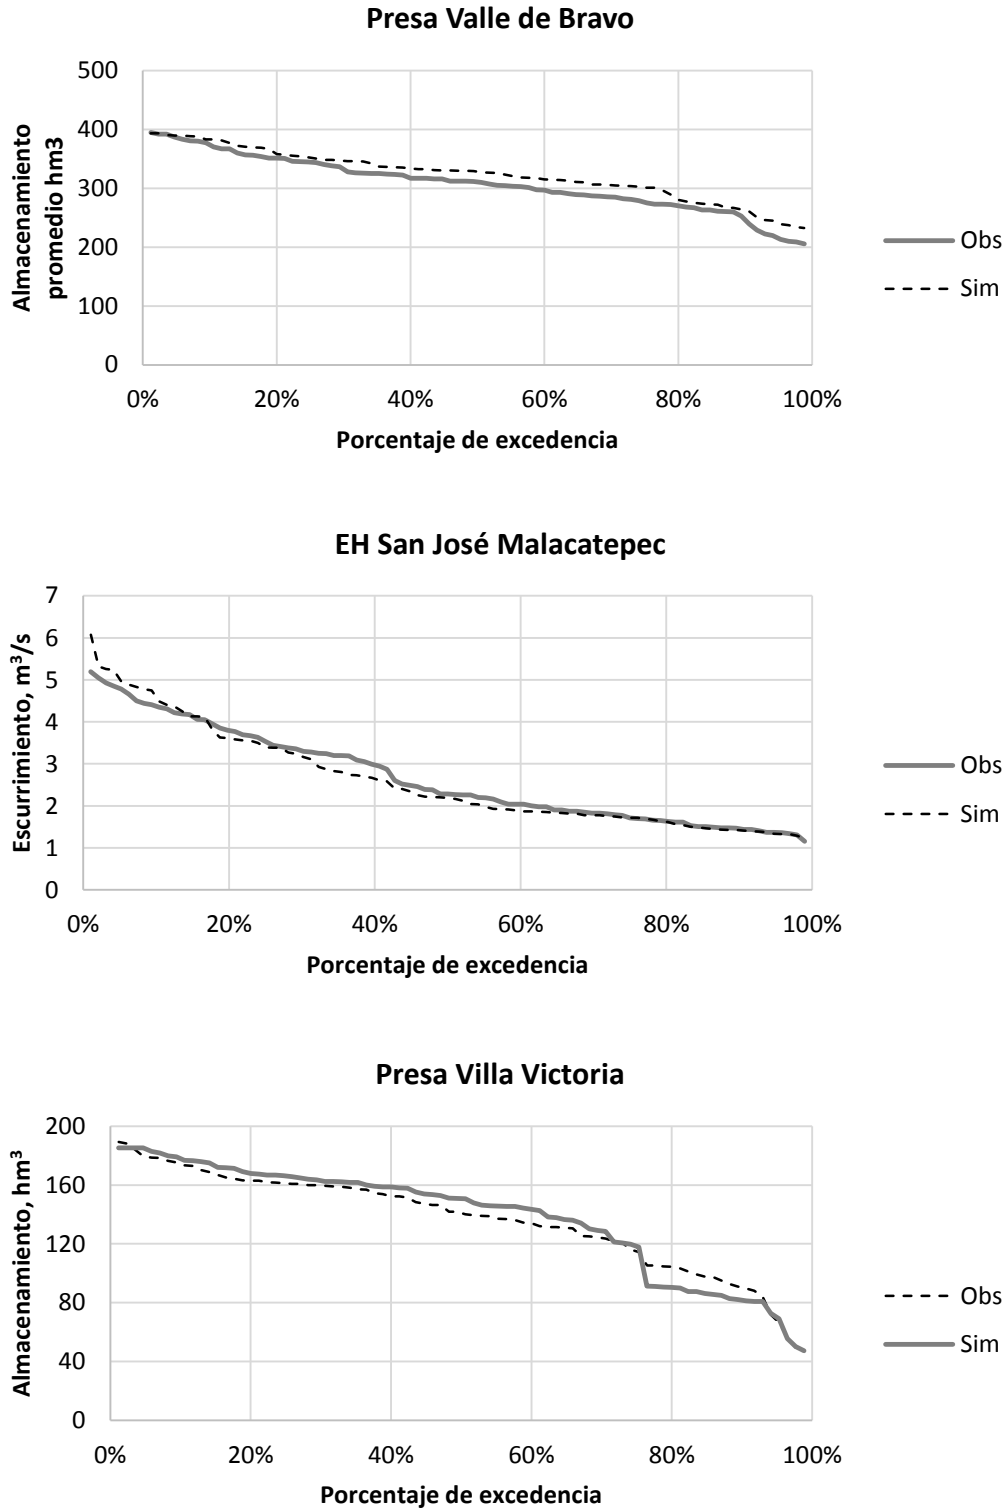 Presa Valle de Bravo
Almacenamiento
promedio hm3
500
400
300
200
100
0
0% 20% 40% 60% 80% 100%
Porcentaje de excedencia
Obs
Sim
EH San José Malacatepec
Escurrimiento, m³/s
7
6
5
4
3
2
1
0
0% 20% 40% 60% 80% 100%
Porcentaje de excedencia
Obs
Sim
Presa Villa Victoria
Almacenamiento, hm³
200
160
120
80
40
0
0% 20% 40% 60% 80% 100%
Porcentaje de excedencia
Obs
Sim